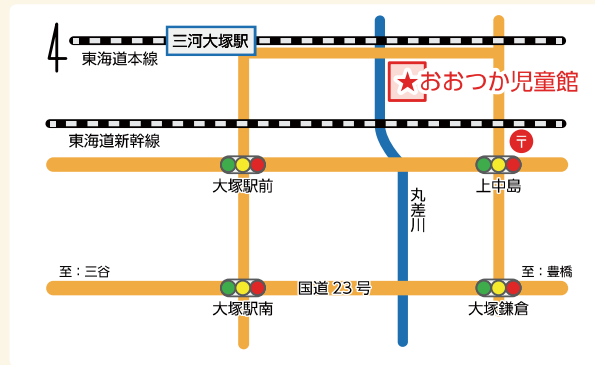 三河大塚駅
東海道本線
おおつか児童館
東海道新幹線
〒
大塚駅前
上中島
丸差川
至：三谷
至：豊橋
国道 23 号
大塚駅南
大塚鎌倉